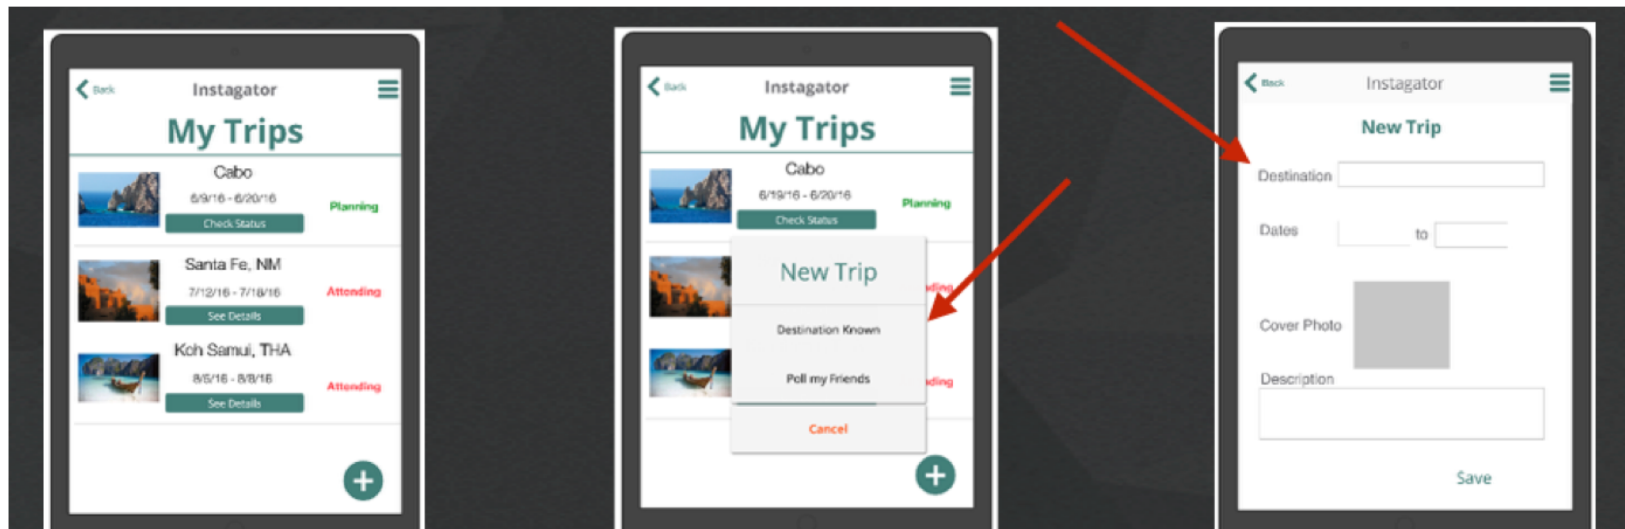 Back Instagator
My Trips
Cabo
6/9/16 - 6/20/16
Planning
Check Status
Santa Fe, NM
7/12/16 - 7/18/16
Attending
See Details
Koh Samui, THA
8/5/16 - 8/8/16
Attending
See Details
+
Back Instagator
My Trips
Cabo
6/19/16 - 6/20/16
Planning
Check Status
New Trip
ding
Destination Known
Poll my Friends
ding
Cancel
+
Back Instagator
New Trip
Destination
Dates to
Cover Photo
Description
Save